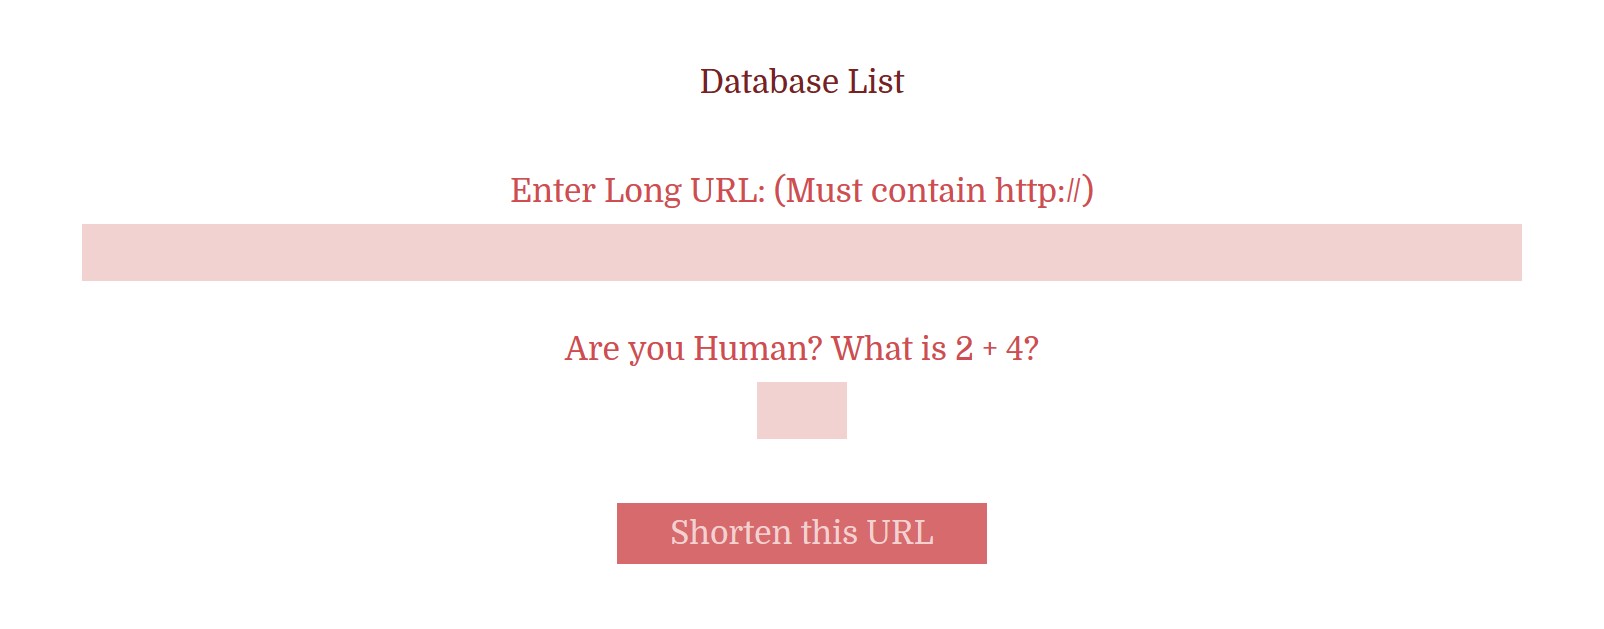 Database List
Enter Long URL: (Must contain http://)
Are you Human? What is 2 + 4?
Shorten this URL